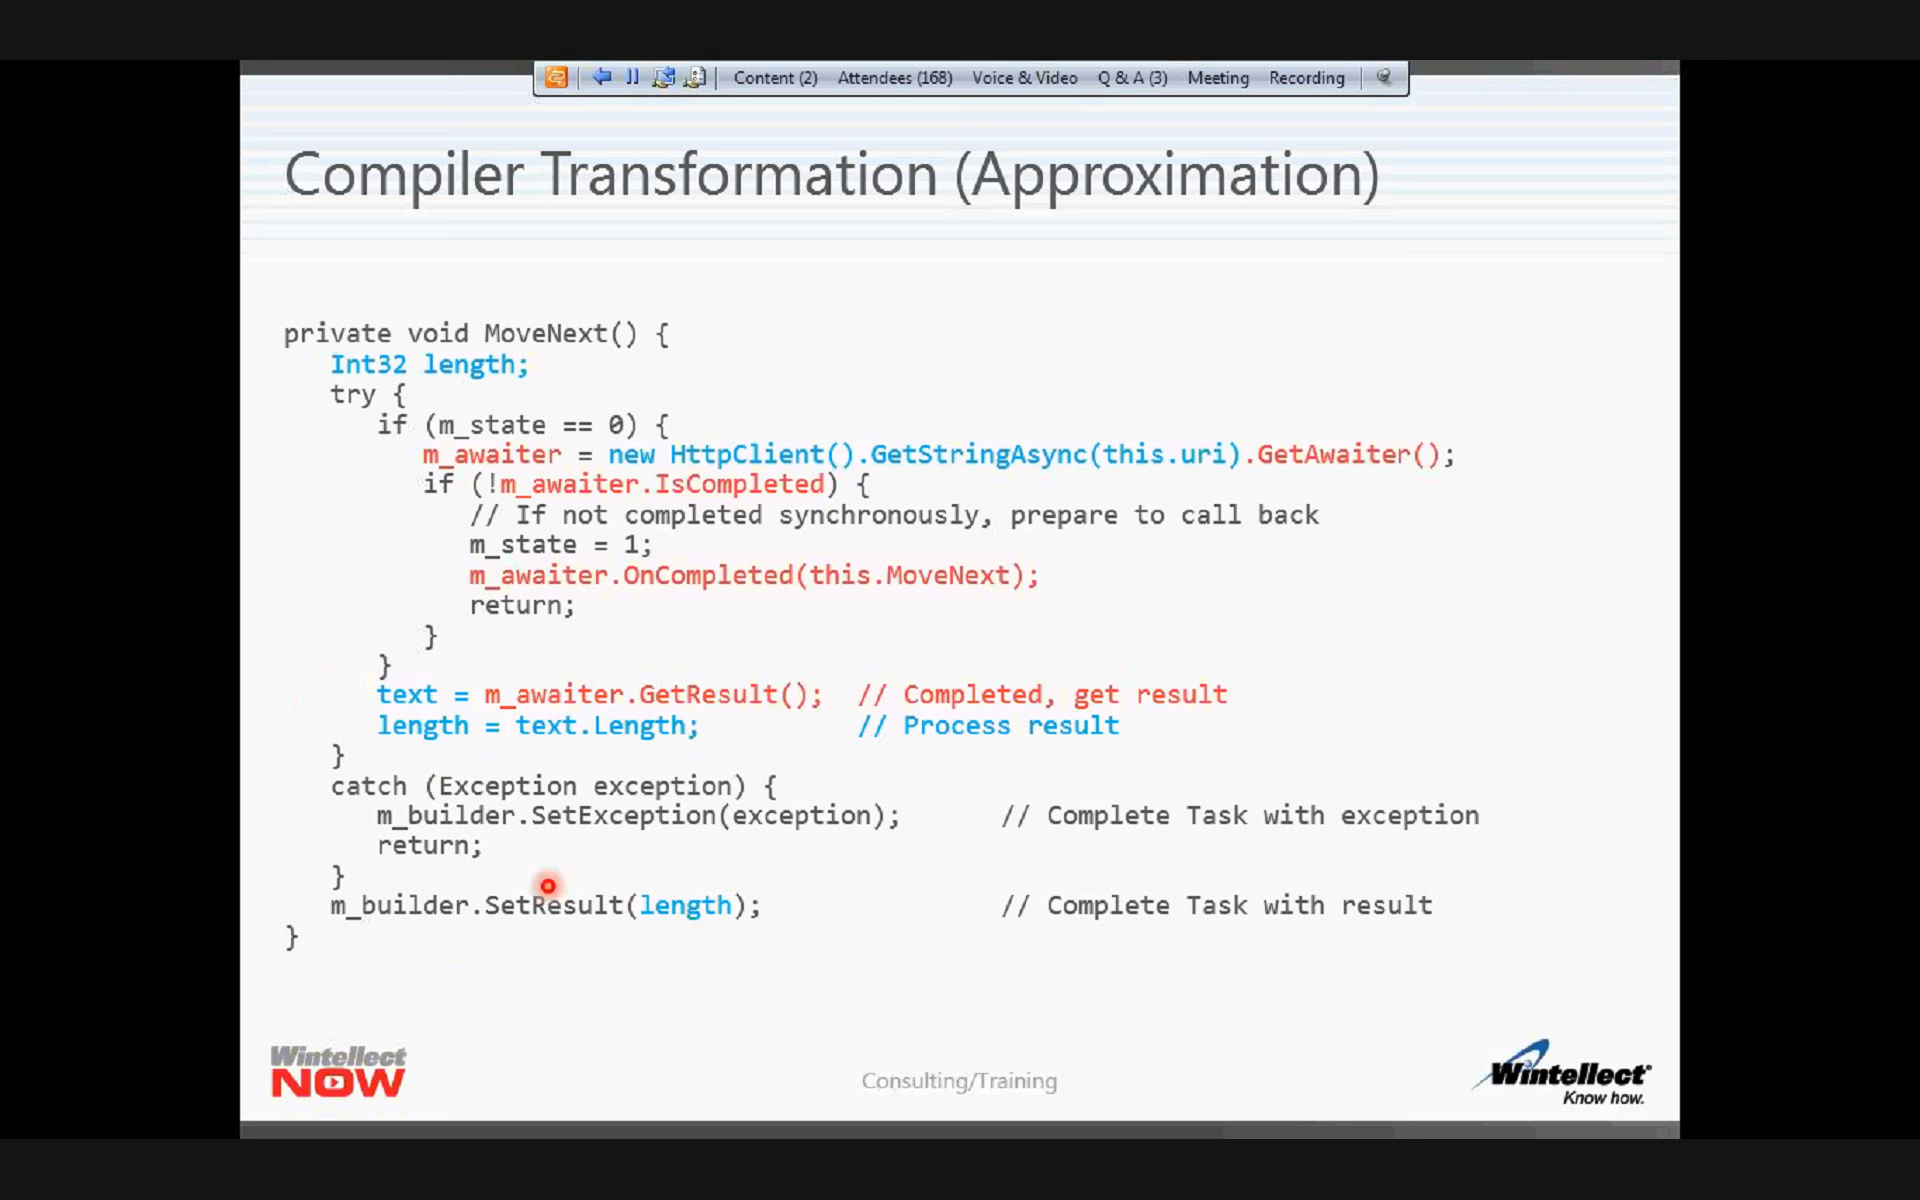 Content (2) Attendees (168) Voice & Video Q & A (3) Meeting Recording
Compiler Transformation (Approximation)
private void MoveNext() {
   Int32 length;
   try {
      if (m_state == 0) {
         m_awaiter = new HttpClient().GetStringAsync(this.uri).GetAwaiter();
         if (!m_awaiter.IsCompleted) {
            // If not completed synchronously, prepare to call back
            m_state = 1;
            m_awaiter.OnCompleted(this.MoveNext);
            return;
         }
      }
      text = m_awaiter.GetResult();  // Completed, get result
      length = text.Length;          // Process result
   }
   catch (Exception exception) {
      m_builder.SetException(exception);      // Complete Task with exception
      return;
   }
   m_builder.SetResult(length);               // Complete Task with result
}
Wintellect
NOW
Consulting/Training
Wintellect
Know how.